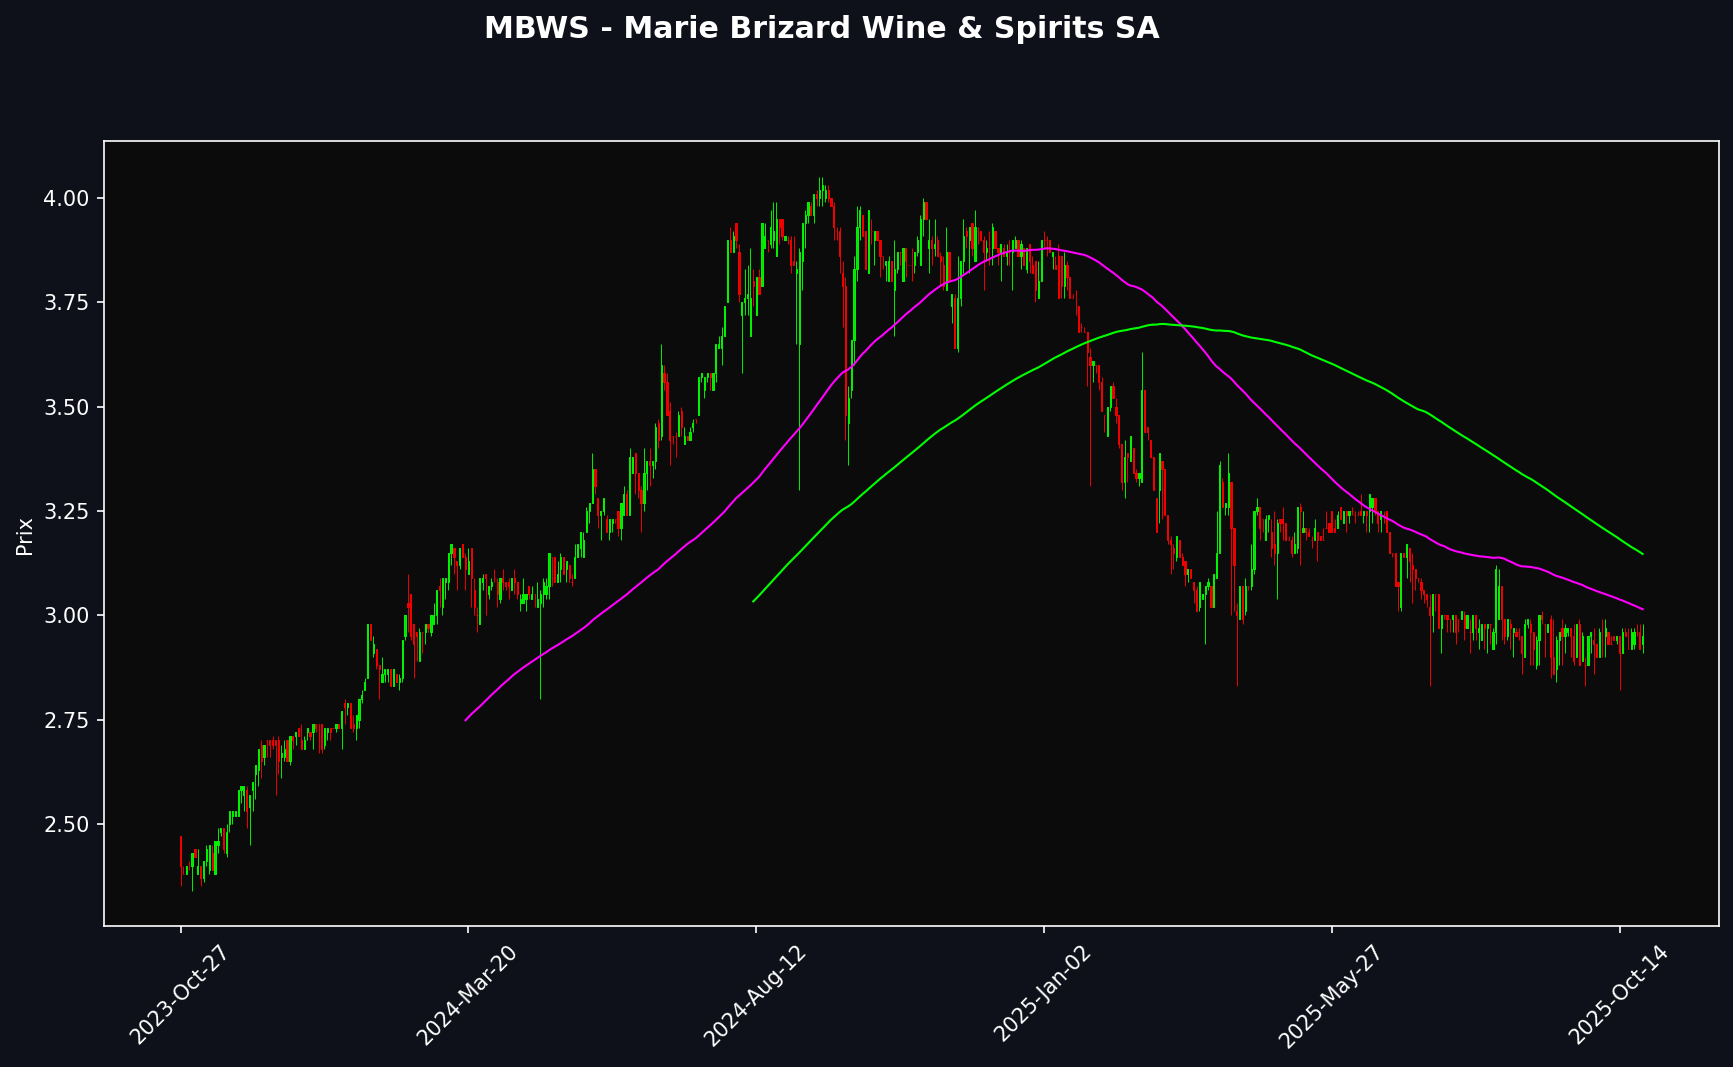 MBWS - Marie Brizard Wine & Spirits SA
Prix
4.00
3.75
3.50
3.25
3.00
2.75
2.50
2023-Oct-27
2024-Mar-20
2024-Aug-12
2025-Jan-02
2025-May-27
2025-Oct-14